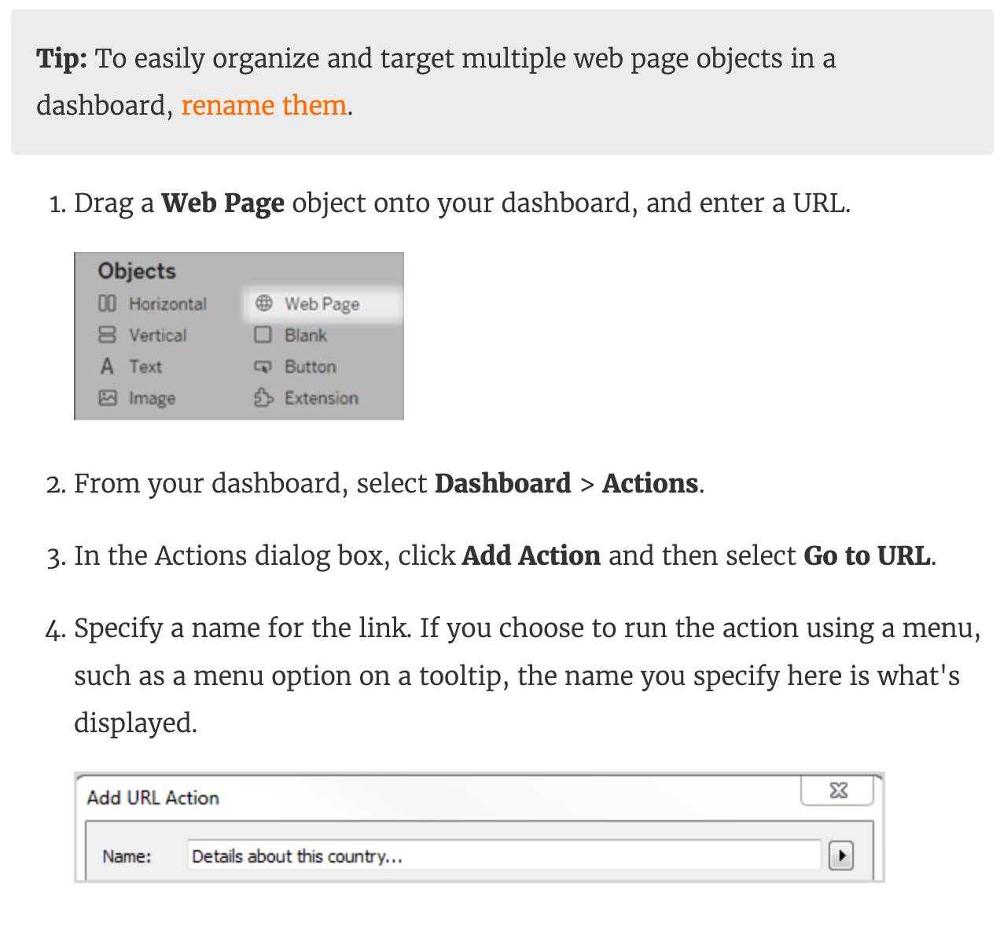 Tip: To easily organize and target multiple web page objects in a
dashboard, rename them.
1. Drag a Web Page object onto your dashboard, and enter a URL.
Objects
Horizontal Web Page
Vertical Blank
Text Button
Image Extension
2. From your dashboard, select Dashboard > Actions.
3. In the Actions dialog box, click Add Action and then select Go to URL.
4. Specify a name for the link. If you choose to run the action using a menu,
such as a menu option on a tooltip, the name you specify here is what's
displayed.
Add URL Action
Name: Details about this country...